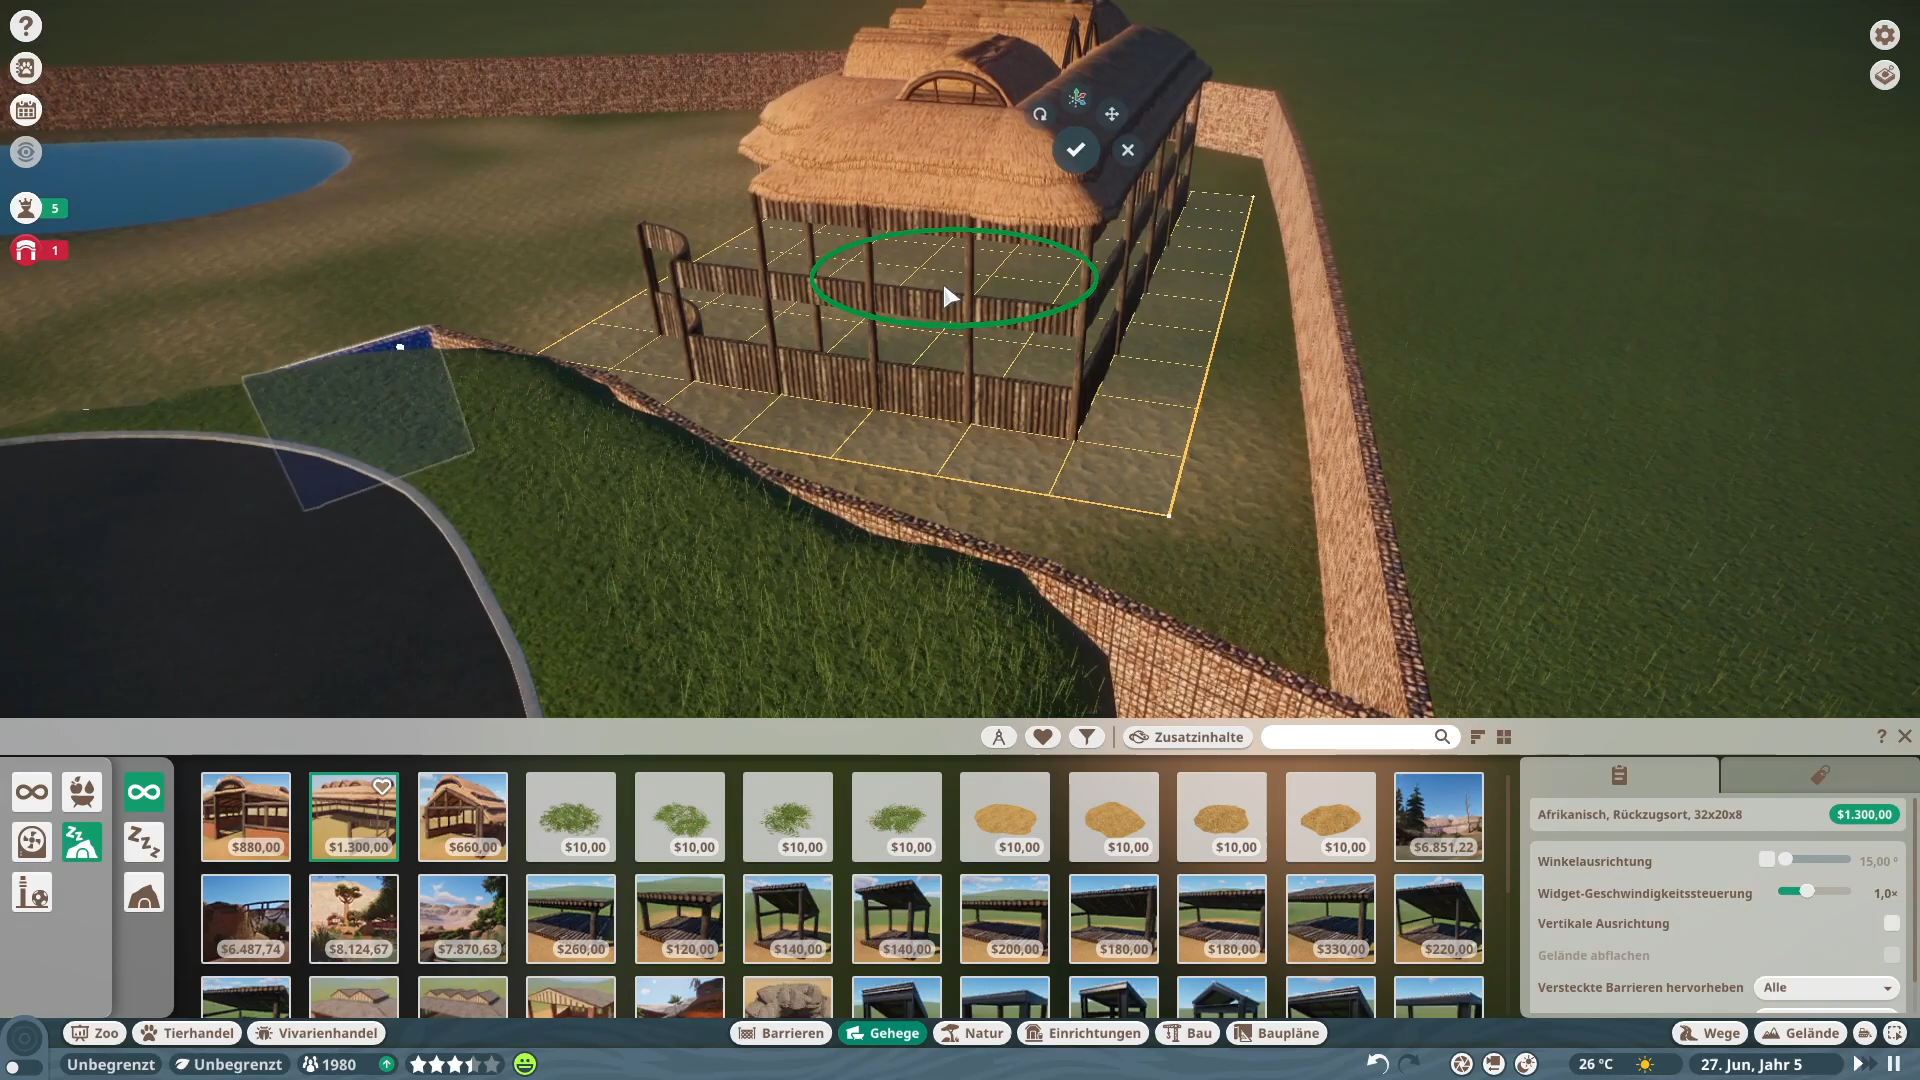 ?
5
1
Zusatzinhalte
?
$880,00
$1.300,00
$660,00
$10,00
$10,00
$10,00
$10,00
$10,00
$10,00
$10,00
$10,00
$6.851,22
$6.487,74
$8.124,67
$7.870,63
$260,00
$120,00
$140,00
$140,00
$200,00
$180,00
$180,00
$330,00
$220,00
Afrikanisch, Rückzugsort, 32x20x8
$1.300,00
Winkelausrichtung
15,00 °
Widget-Geschwindigkeitssteuerung
1,0×
Vertikale Ausrichtung
Gelände abflachen
Versteckte Barrieren hervorheben
Alle
Zoo
Tierhandel
Vivarienhandel
Barrieren
Gehege
Natur
Einrichtungen
Bau
Baupläne
Wege
Gelände
Unbegrenzt
Unbegrenzt
1980
26 °C
27. Jun, Jahr 5